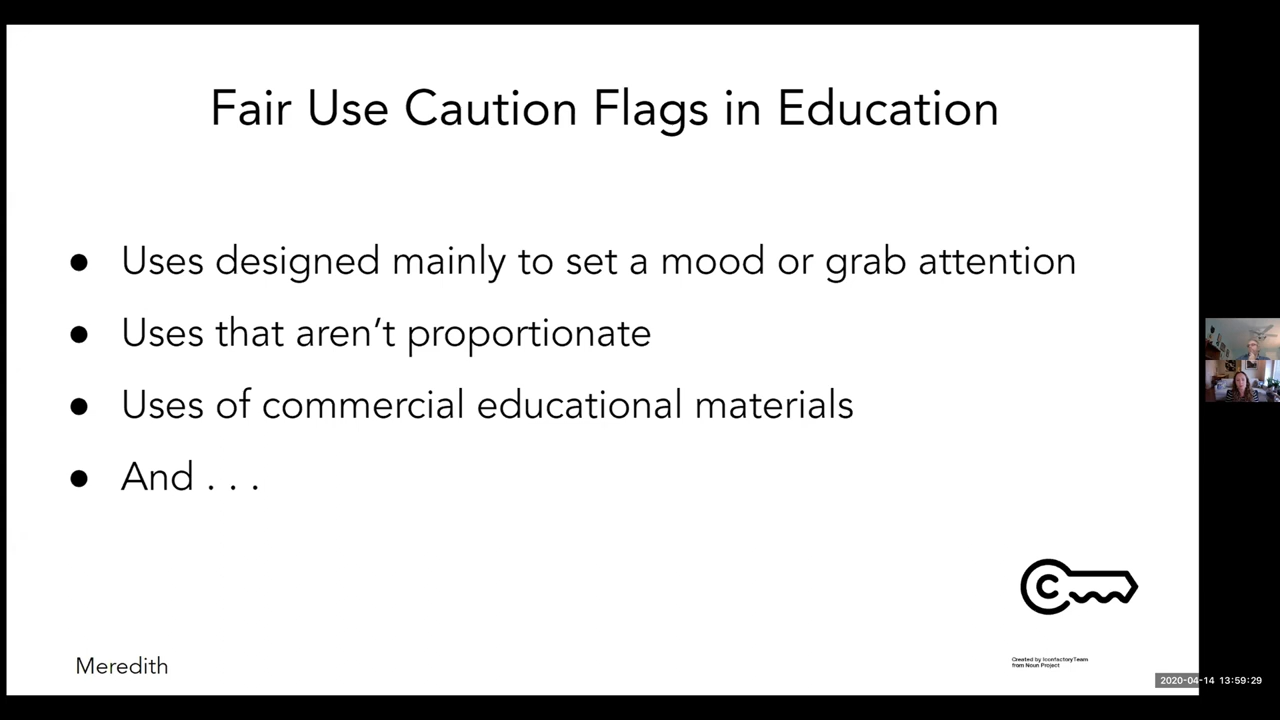 Fair Use Caution Flags in Education
● Uses designed mainly to set a mood or grab attention
● Uses that aren’t proportionate
● Uses of commercial educational materials
● And . . .
C
Created by IconfactoryTeam
from Noun Project
Meredith
2020-04-14 13:59:29